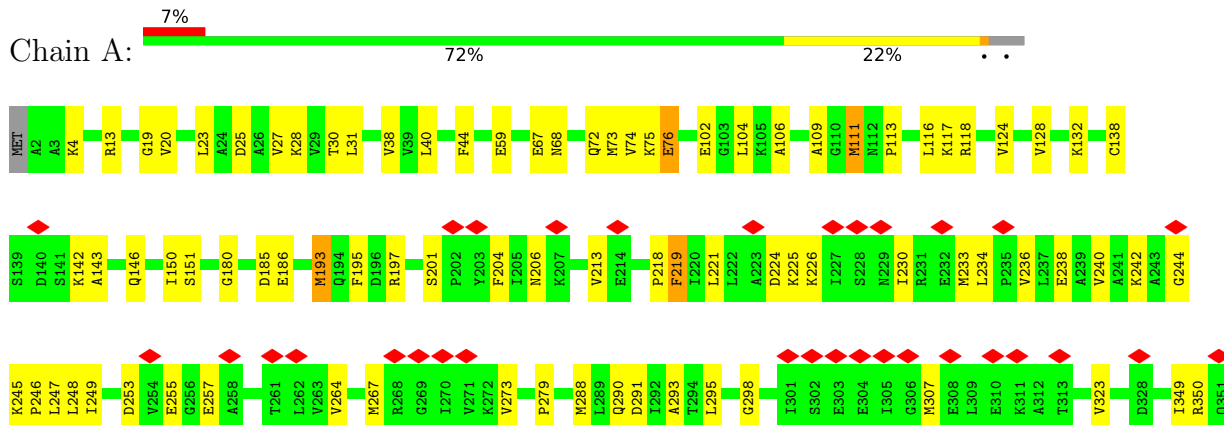 7%
Chain A:
72% 22% . .
MET A2 A3 K4 R13 G19 V20 L23 A24 D25 A26 V27 K28 V29 T30 L31 V38 V39 L40 F44 E59 E67 N68 Q72 M73 V74 K75 E76 E102 G103 L104 K105 A106 A109 G110 M111 N112 P113 L116 K117 R118 V124 V128 K132 C138
S139 D140 S141 K142 A143 Q146 I150 S151 G180 D185 E186 M193 Q194 F195 D196 R197 S201 P202 Y203 F204 I205 N206 K207 V213 E214 P218 F219 I220 L221 L222 A223 D224 K225 K226 I227 S228 N229 I230 R231 E232 M233 L234 P235 V236 L237 E238 A239 V240 A241 K242 A243 G244
K245 P246 L247 L248 I249 D253 V254 E255 G256 E257 A258 T261 L262 V263 V264 M267 R268 G269 I270 V271 K272 V273 P279 M288 L289 Q290 D291 I292 A293 T294 L295 G298 I301 S302 E303 E304 I305 G306 M307 E308 L309 E310 K311 A312 T313 V323 D328 I349 R350 Q351